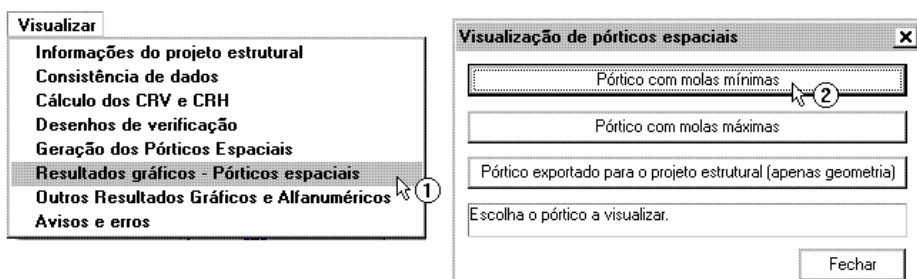 Visualizar
Informações do projeto estrutural
Consistência de dados
Cálculo dos CRV e CRH
Desenhos de verificação
Geração dos Pórticos Espaciais
Resultados gráficos - Pórticos espaciais
1
Outros Resultados Gráficos e Alfanuméricos
Avisos e erros
Visualização de pórticos espaciais
Pórtico com molas mínimas
2
Pórtico com molas máximas
Pórtico exportado para o projeto estrutural (apenas geometria)
Escolha o pórtico a visualizar.
Fechar